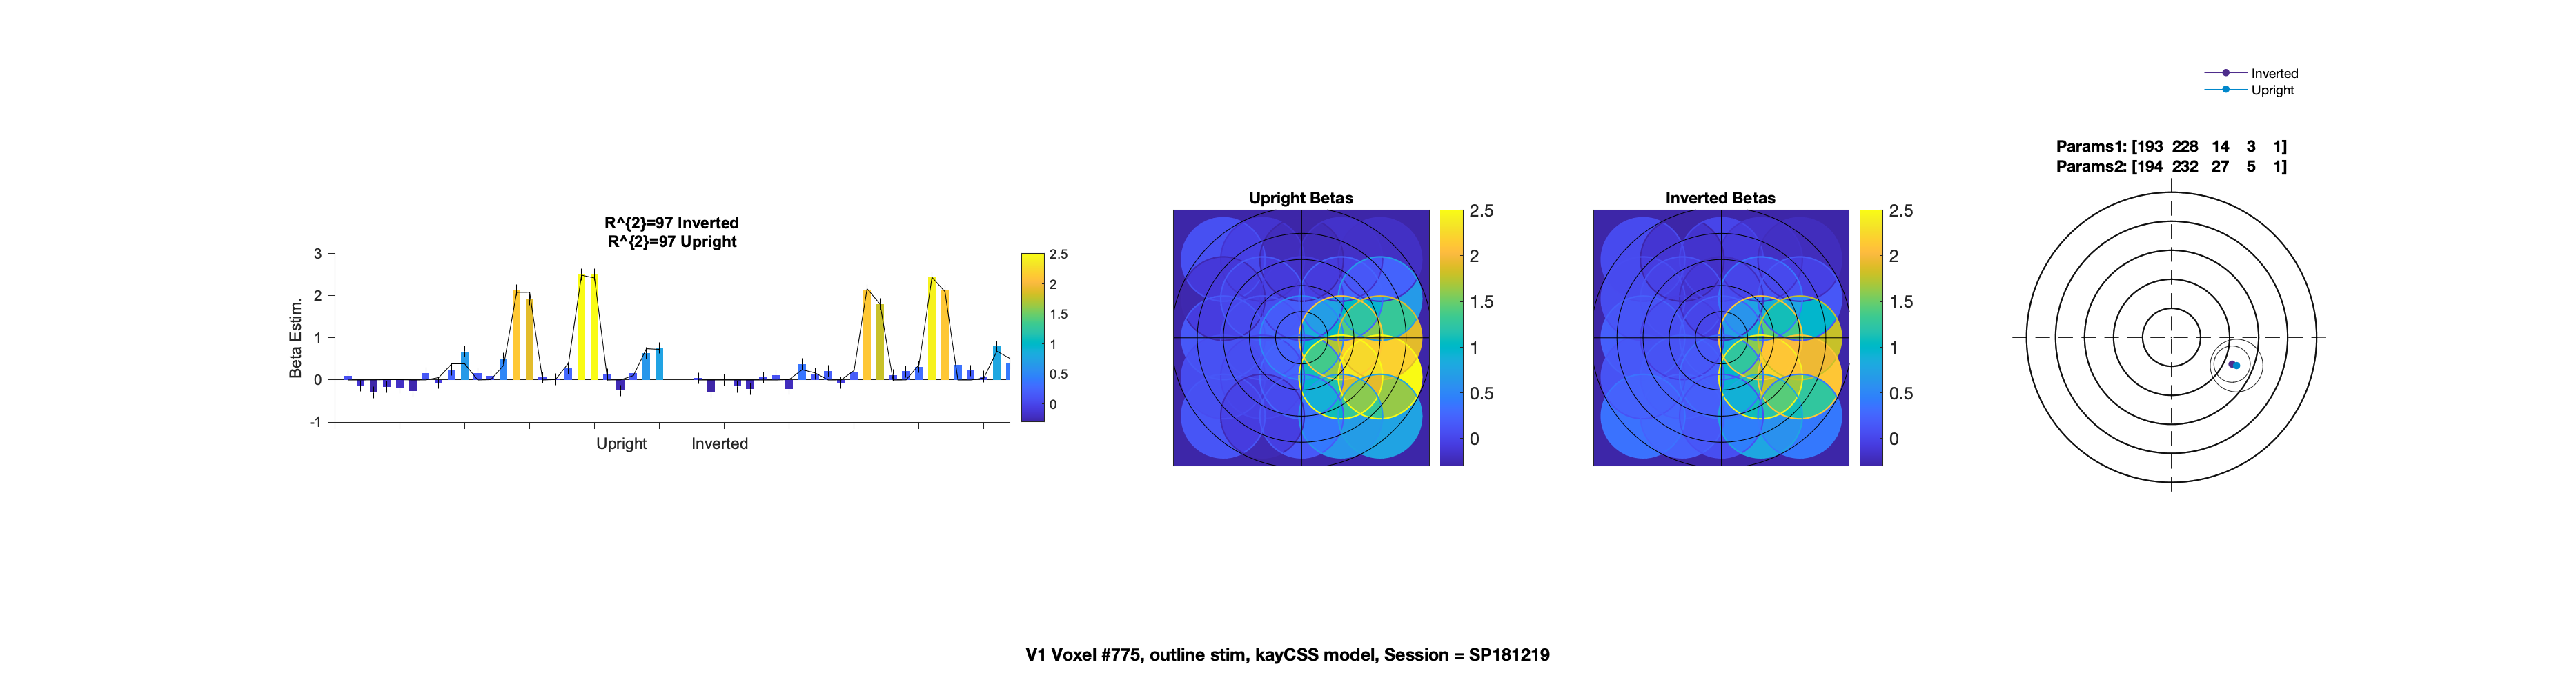 Inverted
Upright
Params1: [193 228 14 3 1]
Params2: [194 232 27 5 1]
R^{2}=97 Inverted
R^{2}=97 Upright
Beta Estim.
3
2
1
0
-1
Upright Inverted
2.5
2
1.5
1
0.5
0
Upright Betas
2.5
2
1.5
1
0.5
0
Inverted Betas
2.5
2
1.5
1
0.5
0
V1 Voxel #775, outline stim, kayCSS model, Session = SP181219